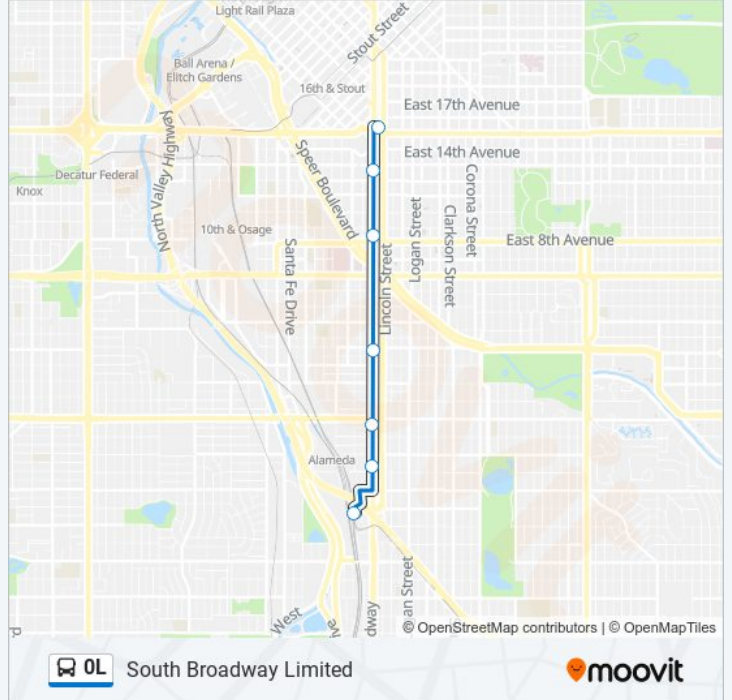 Light Rail Plaza
Stout Street
Ball Arena /
Elitch Gardens
16th & Stout
East 17th Avenue
North Valley Highway
Speer Boulevard
East 14th Avenue
Decatur Federal
Knox
Corona Street
Logan Street
Clarkson Street
10th & Osage
Santa Fe Drive
Lincoln Street
East 8th Avenue
Alameda
an Street
dway
West
© OpenStreetMap contributors | © OpenMapTiles
0L
South Broadway Limited
moovit